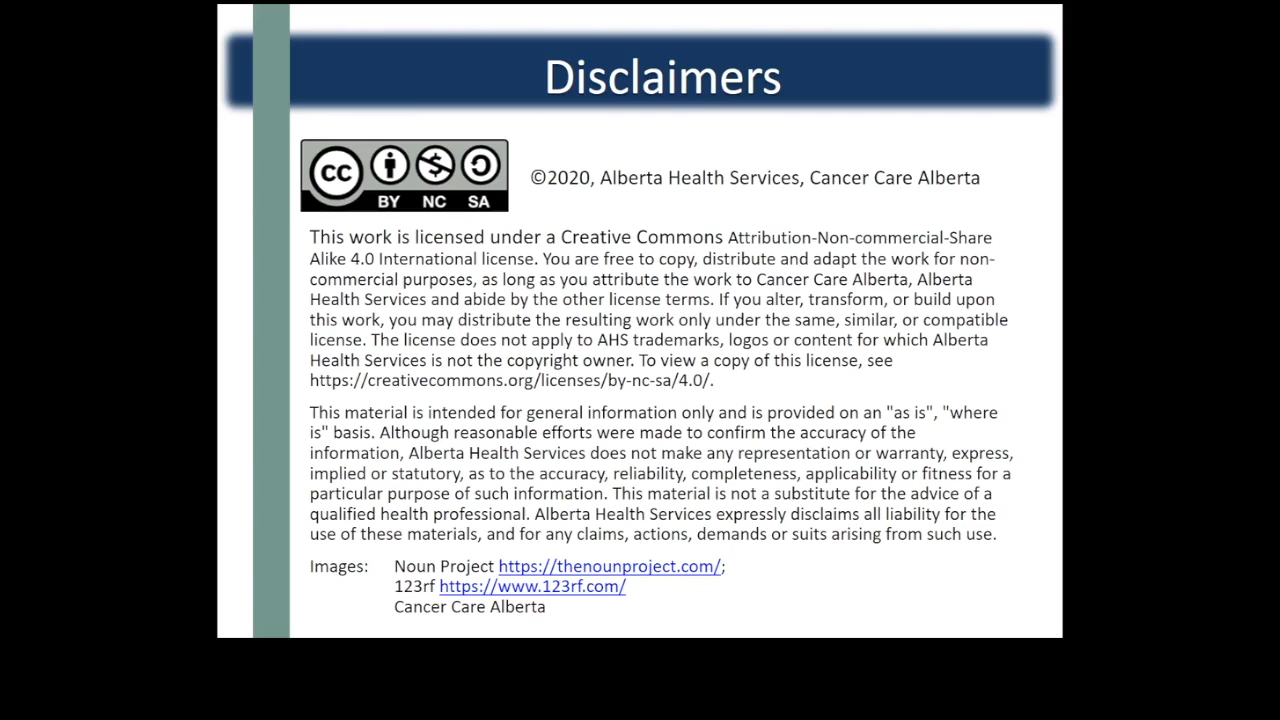 Disclaimers
CC BY NC SA
©2020, Alberta Health Services, Cancer Care Alberta
This work is licensed under a Creative Commons Attribution-Non-commercial-Share
Alike 4.0 International license. You are free to copy, distribute and adapt the work for non-
commercial purposes, as long as you attribute the work to Cancer Care Alberta, Alberta
Health Services and abide by the other license terms. If you alter, transform, or build upon
this work, you may distribute the resulting work only under the same, similar, or compatible
license. The license does not apply to AHS trademarks, logos or content for which Alberta
Health Services is not the copyright owner. To view a copy of this license, see
https://creativecommons.org/licenses/by-nc-sa/4.0/.
This material is intended for general information only and is provided on an "as is", "where
is" basis. Although reasonable efforts were made to confirm the accuracy of the
information, Alberta Health Services does not make any representation or warranty, express,
implied or statutory, as to the accuracy, reliability, completeness, applicability or fitness for a
particular purpose of such information. This material is not a substitute for the advice of a
qualified health professional. Alberta Health Services expressly disclaims all liability for the
use of these materials, and for any claims, actions, demands or suits arising from such use.
Images: Noun Project https://thenounproject.com/;
123rf https://www.123rf.com/
Cancer Care Alberta